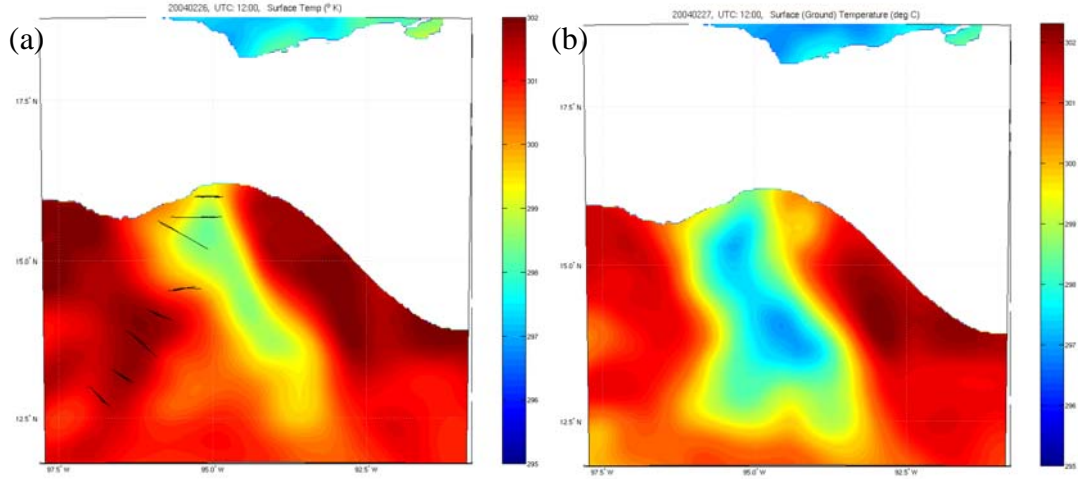 20040226, UTC: 12:00, Surface Temp (° K)
(a)
302
301
300
299
298
297
296
295
17.5° N
15.0° N
12.5° N
97.5° W
95.0° W
92.5° W
20040227, UTC: 12:00, Surface (Ground) Temperature (deg C)
(b)
302
301
300
299
298
297
296
295
17.5° N
15.0° N
12.5° N
97.5° W
95.0° W
92.5° W